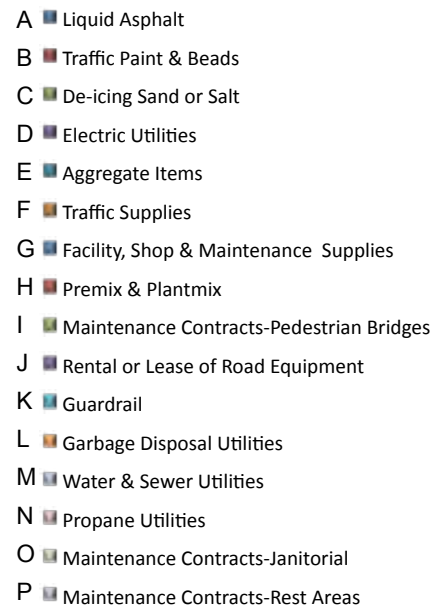 A Liquid Asphalt
B Traffic Paint & Beads
C De-icing Sand or Salt
D Electric Utilities
E Aggregate Items
F Traffic Supplies
G Facility, Shop & Maintenance Supplies
H Premix & Plantmix
I Maintenance Contracts-Pedestrian Bridges
J Rental or Lease of Road Equipment
K Guardrail
L Garbage Disposal Utilities
M Water & Sewer Utilities
N Propane Utilities
O Maintenance Contracts-Janitorial
P Maintenance Contracts-Rest Areas